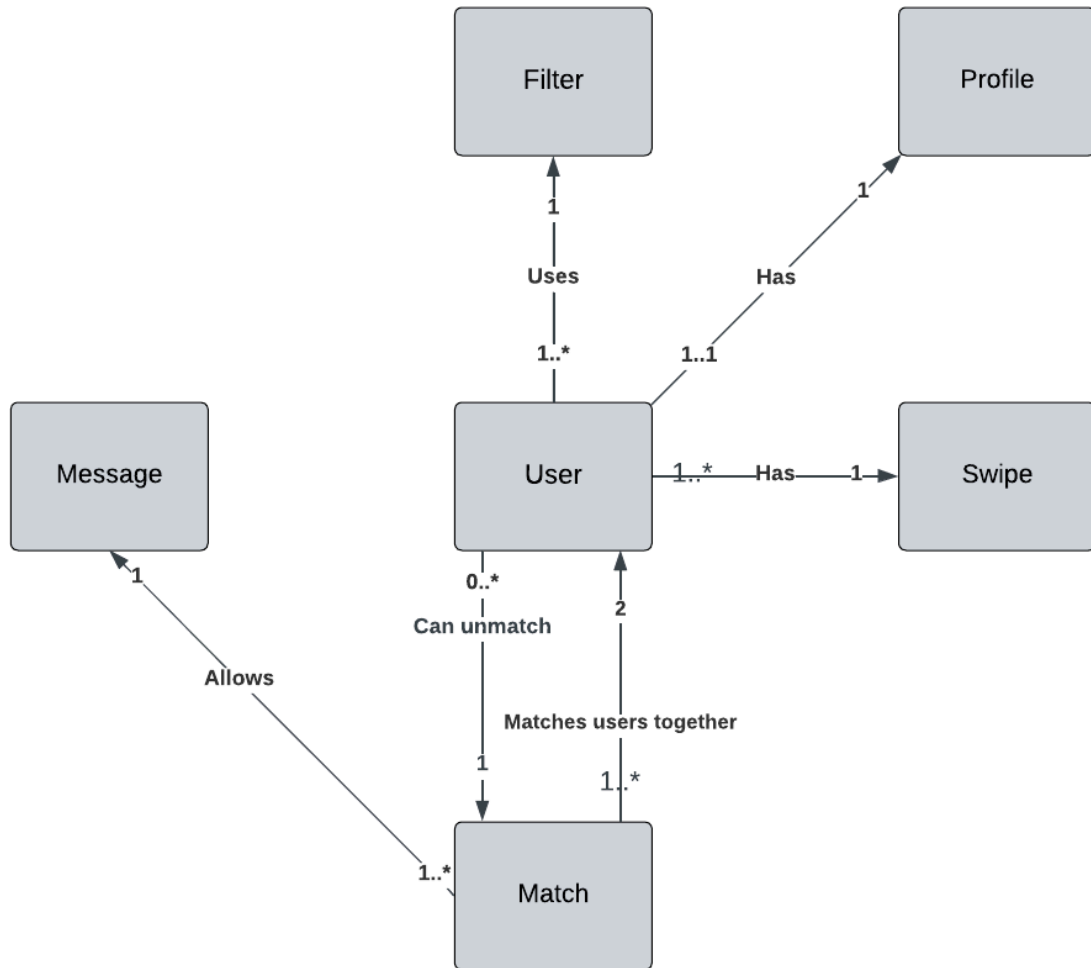 Filter
Profile
1
1
Uses
Has
1..*
1..1
Message
User
1..*
Has
1
Swipe
1
0..*
2
Can unmatch
Allows
Matches users together
1
1..*
1..*
Match